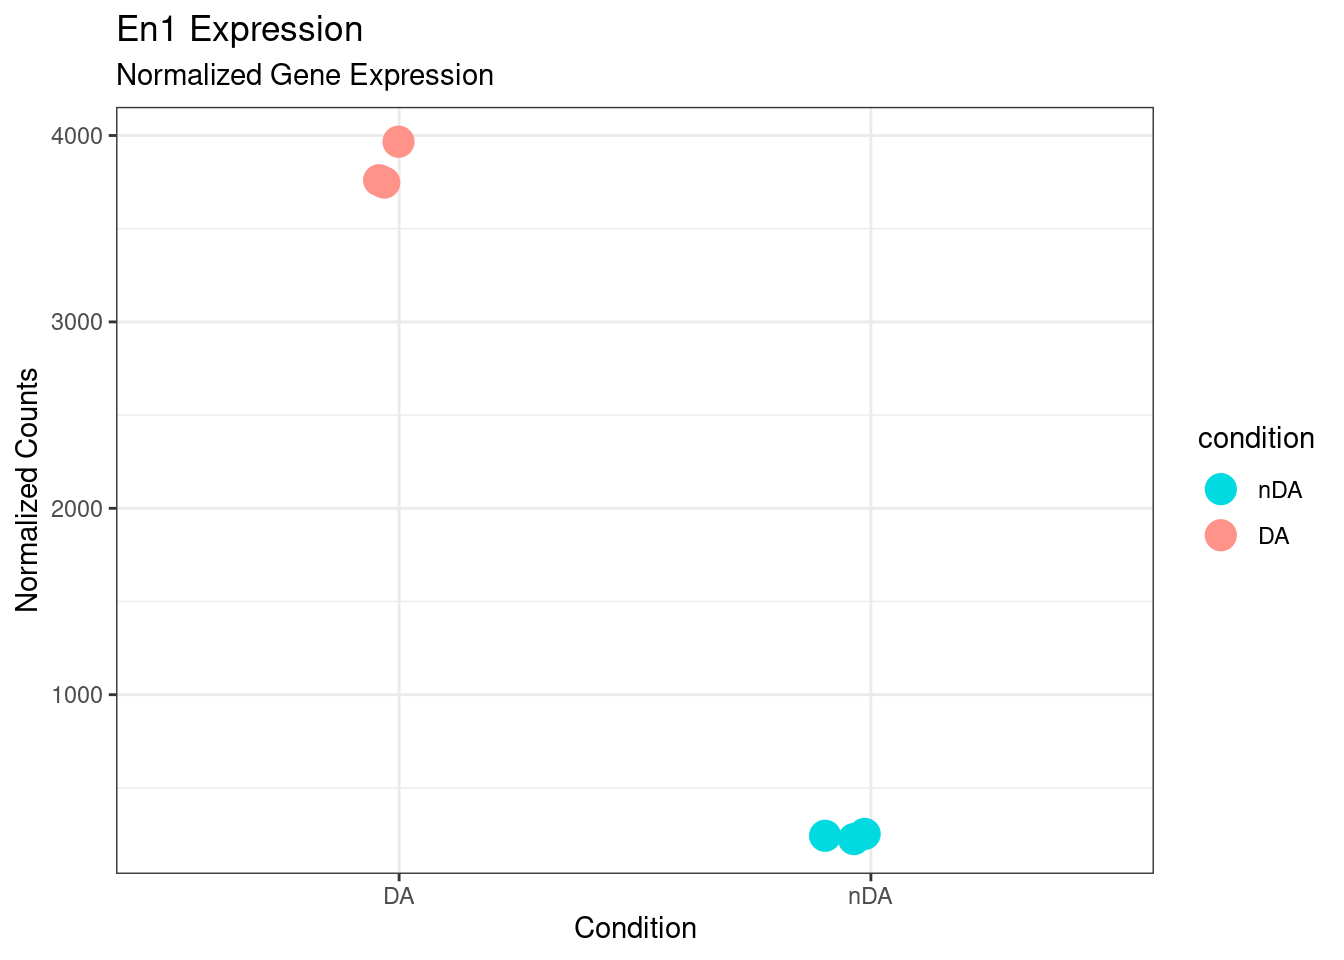 En1 Expression
Normalized Gene Expression
4000
3000
2000
1000
Normalized Counts
DA
nDA
Condition
condition
nDA
DA